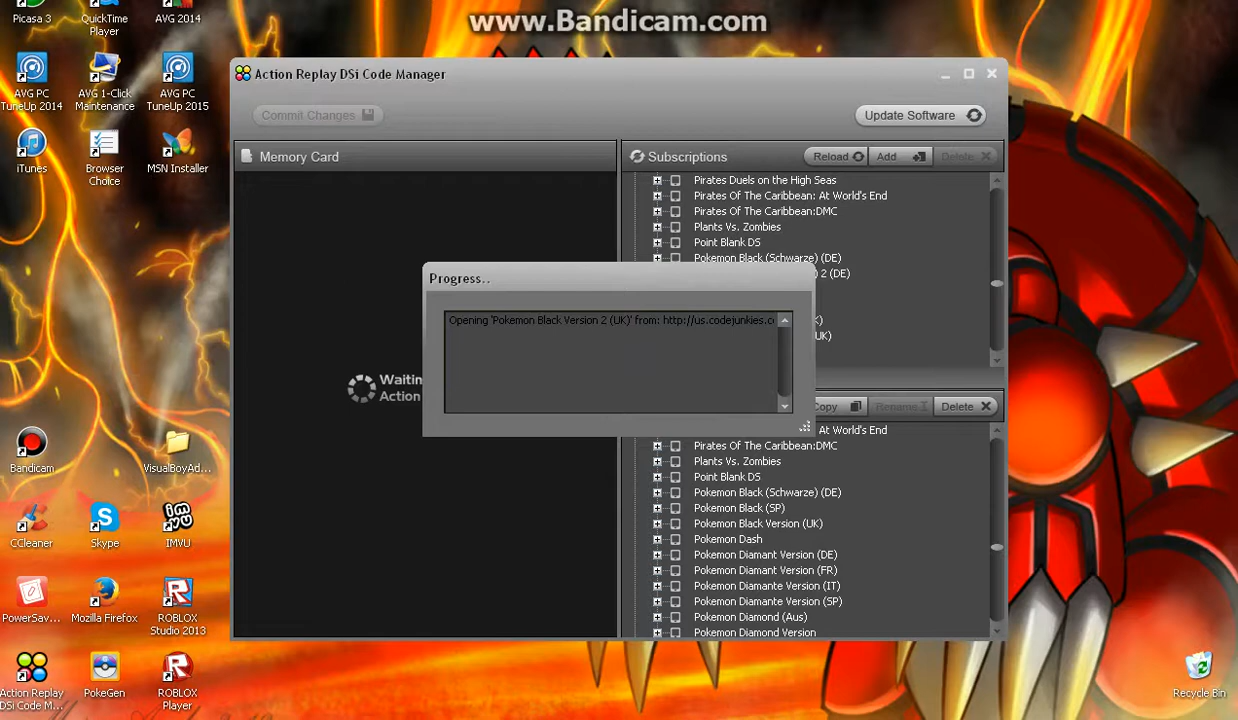 www.Bandicam.com
Picasa 3
QuickTime
Player
AVG 2014
AVG PC
TuneUp 2014
AVG 1-Click
Maintenance
AVG PC
TuneUp 2015
iTunes
Browser
Choice
MSN Installer
Bandicam
VisualBoyAd...
CCleaner
Skype
IMVU
PowerSav...
Mozilla Firefox
ROBLOX
Studio 2013
Action Replay
DSi Code M...
PokeGen
ROBLOX
Player
Recycle Bin
Action Replay DSi Code Manager
Commit Changes
Update Software
Memory Card
Subscriptions
Reload
Add
Delete
Pirates Duels on the High Seas
Pirates Of The Caribbean: At World's End
Pirates Of The Caribbean:DMC
Plants Vs. Zombies
Point Blank DS
Pokemon Black (Schwarze) (DE)
2 (DE)
UK)
Progress..
Opening 'Pokemon Black Version 2 (UK)' from: http://us.codejunkies.c
Waitin
Action
Copy
Rename
Delete
At World's End
Pirates Of The Caribbean:DMC
Plants Vs. Zombies
Point Blank DS
Pokemon Black (Schwarze) (DE)
Pokemon Black (SP)
Pokemon Black Version (UK)
Pokemon Dash
Pokemon Diamant Version (DE)
Pokemon Diamant Version (FR)
Pokemon Diamante Version (IT)
Pokemon Diamante Version (SP)
Pokemon Diamond (Aus)
Pokemon Diamond Version